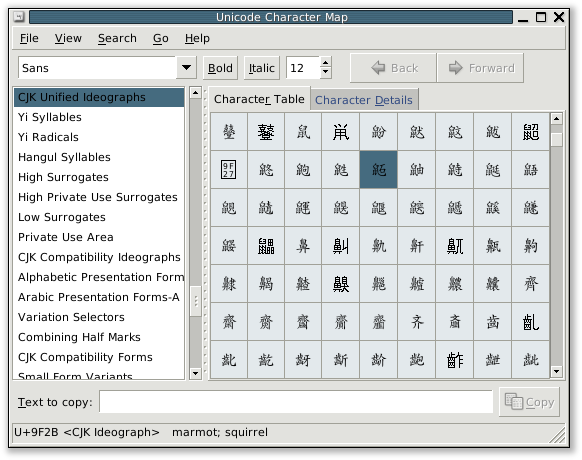 Unicode Character Map
File View Search Go Help
Sans Bold Italic 12 Back Forward
CJK Unified Ideographs
Yi Syllables
Yi Radicals
Hangul Syllables
High Surrogates
High Private Use Surrogates
Low Surrogates
Private Use Area
CJK Compatibility Ideographs
Alphabetic Presentation Form
Arabic Presentation Forms-A
Variation Selectors
Combining Half Marks
CJK Compatibility Forms
Small Form Variants
Character Table Character Details
鼞 鼟 鼠 鼡 鼢 鼣 鼤 鼥 鼦
9F27 鼨 鼩 鼪 鼫 鼬 鼭 鼮 鼯
鼰 鼱 鼲 鼳 鼴 鼵 鼶 鼷 鼸
鼹 鼺 鼻 鼼 鼽 鼾 鼿 齀 齁
齂 齃 齄 齅 齆 齇 齈 齉 齊
齋 齌 齍 齎 齏 齐 齑 齒 齓
齔 齕 齖 齗 齘 齙 齚 齛 齜
Text to copy: Copy
U+9F2B <CJK Ideograph> marmot; squirrel